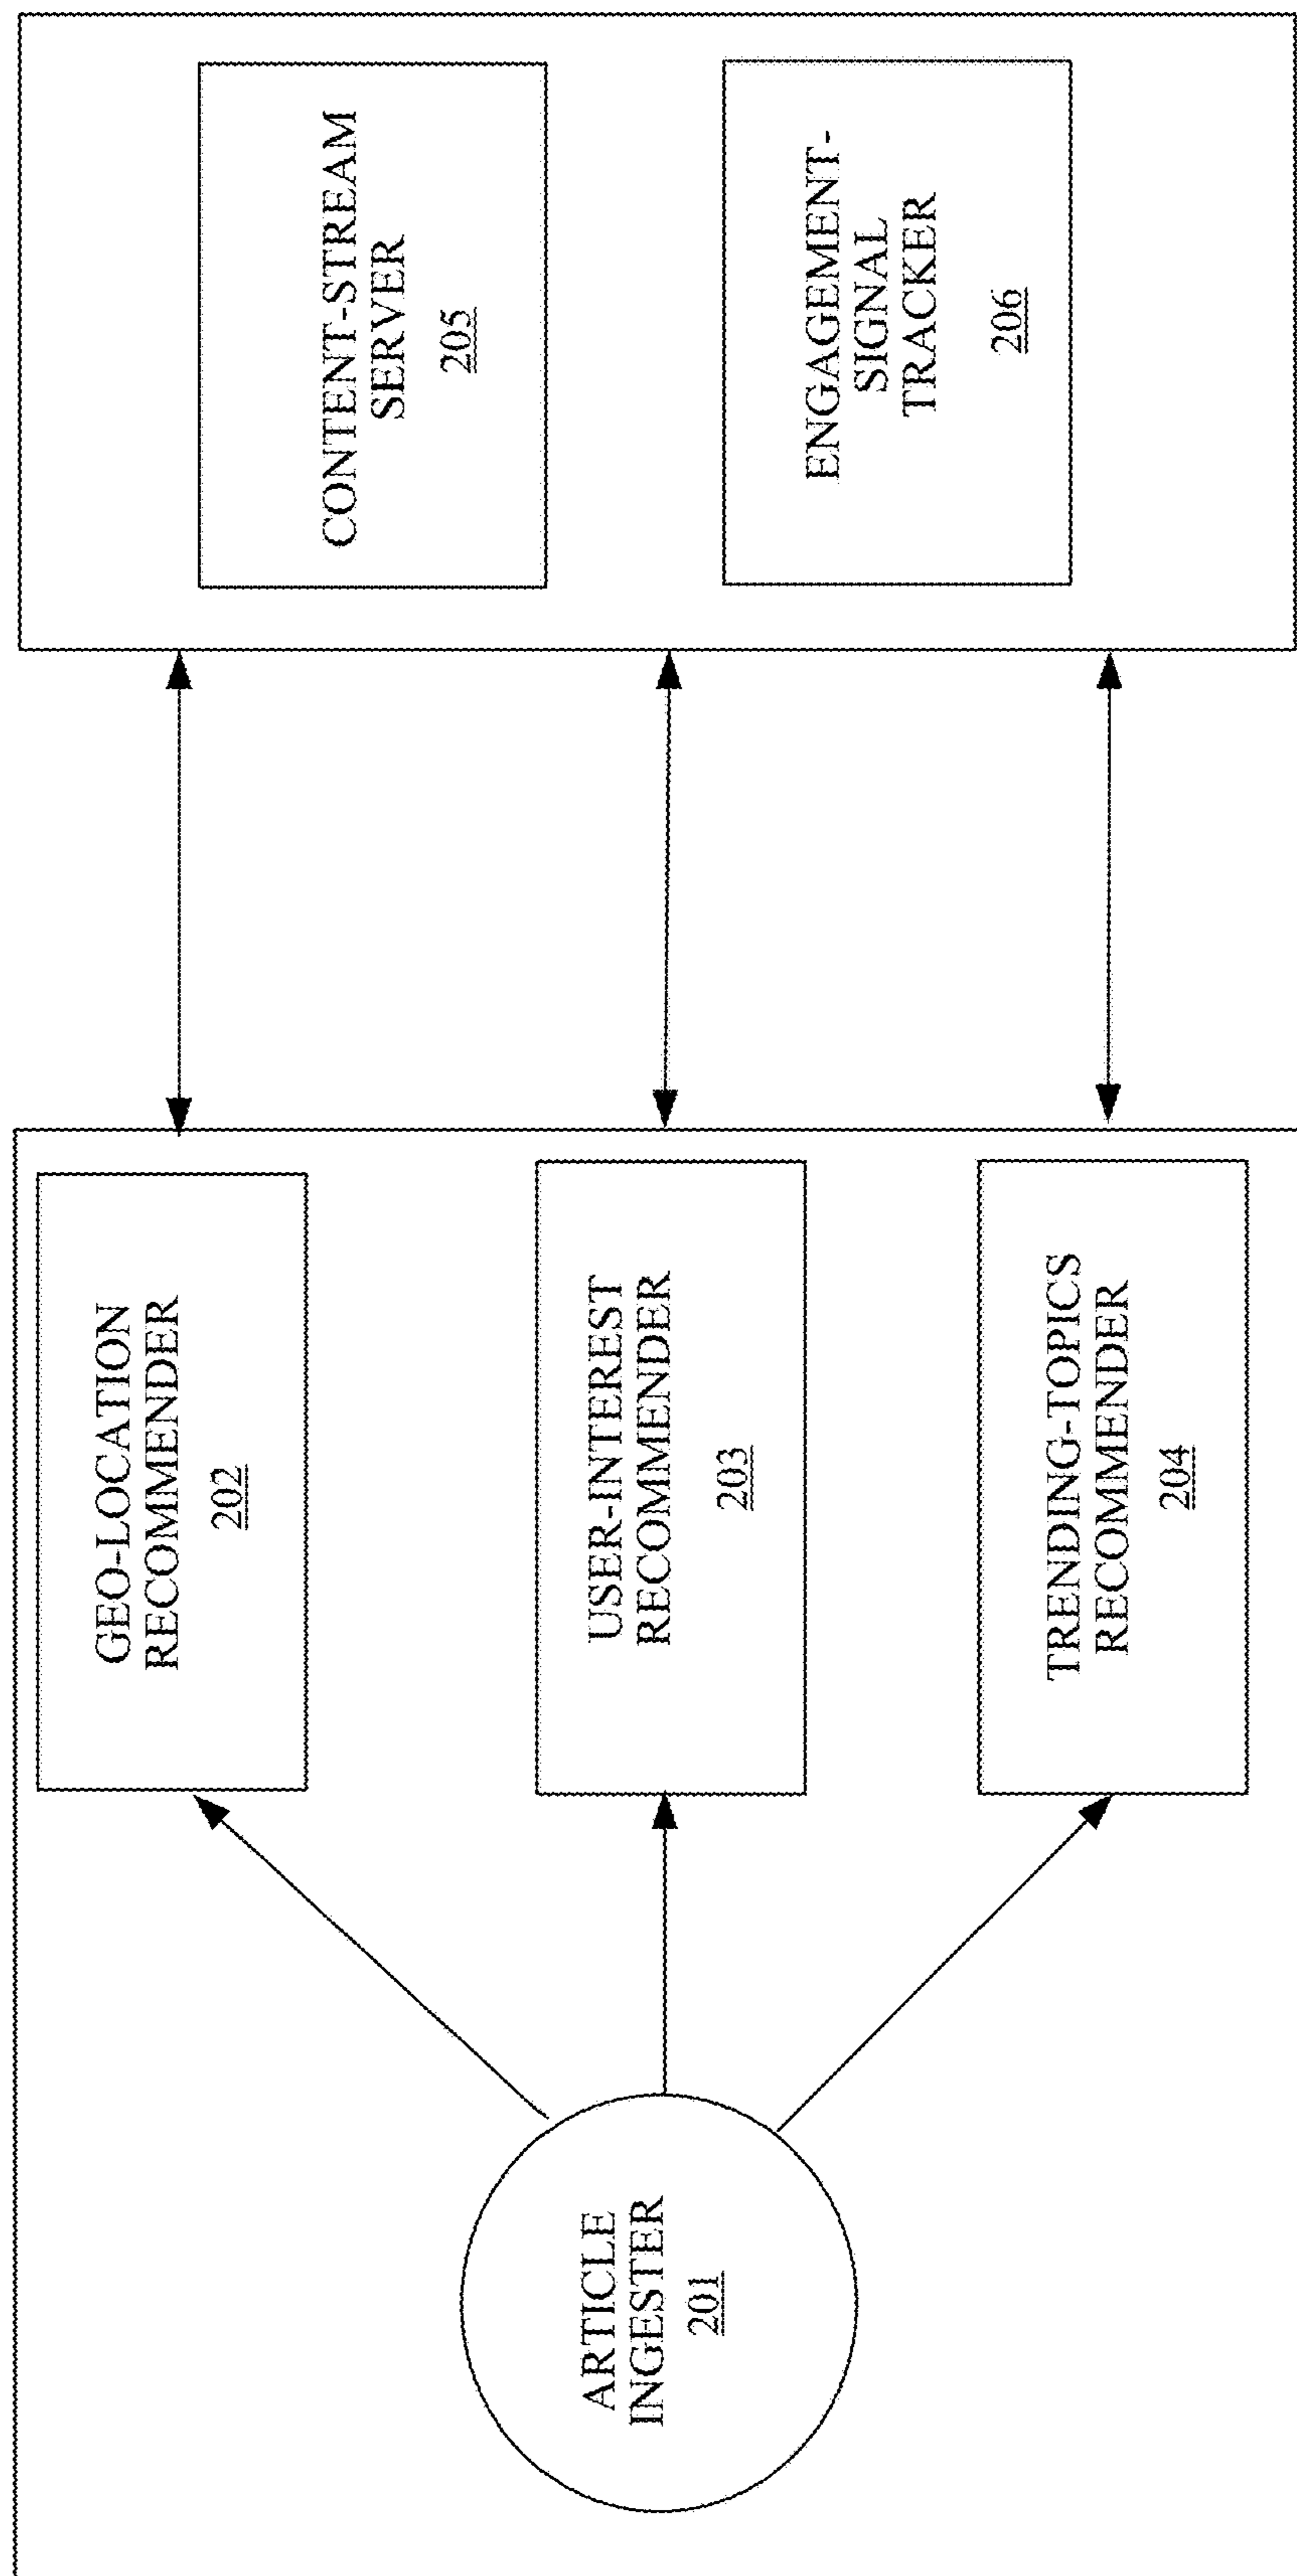 ARTICLE
INGESTER
201
GEO-LOCATION
RECOMMENDER
202
USER-INTEREST
RECOMMENDER
203
TRENDING-TOPICS
RECOMMENDER
204
CONTENT-STREAM
SERVER
205
ENGAGEMENT-
SIGNAL
TRACKER
206